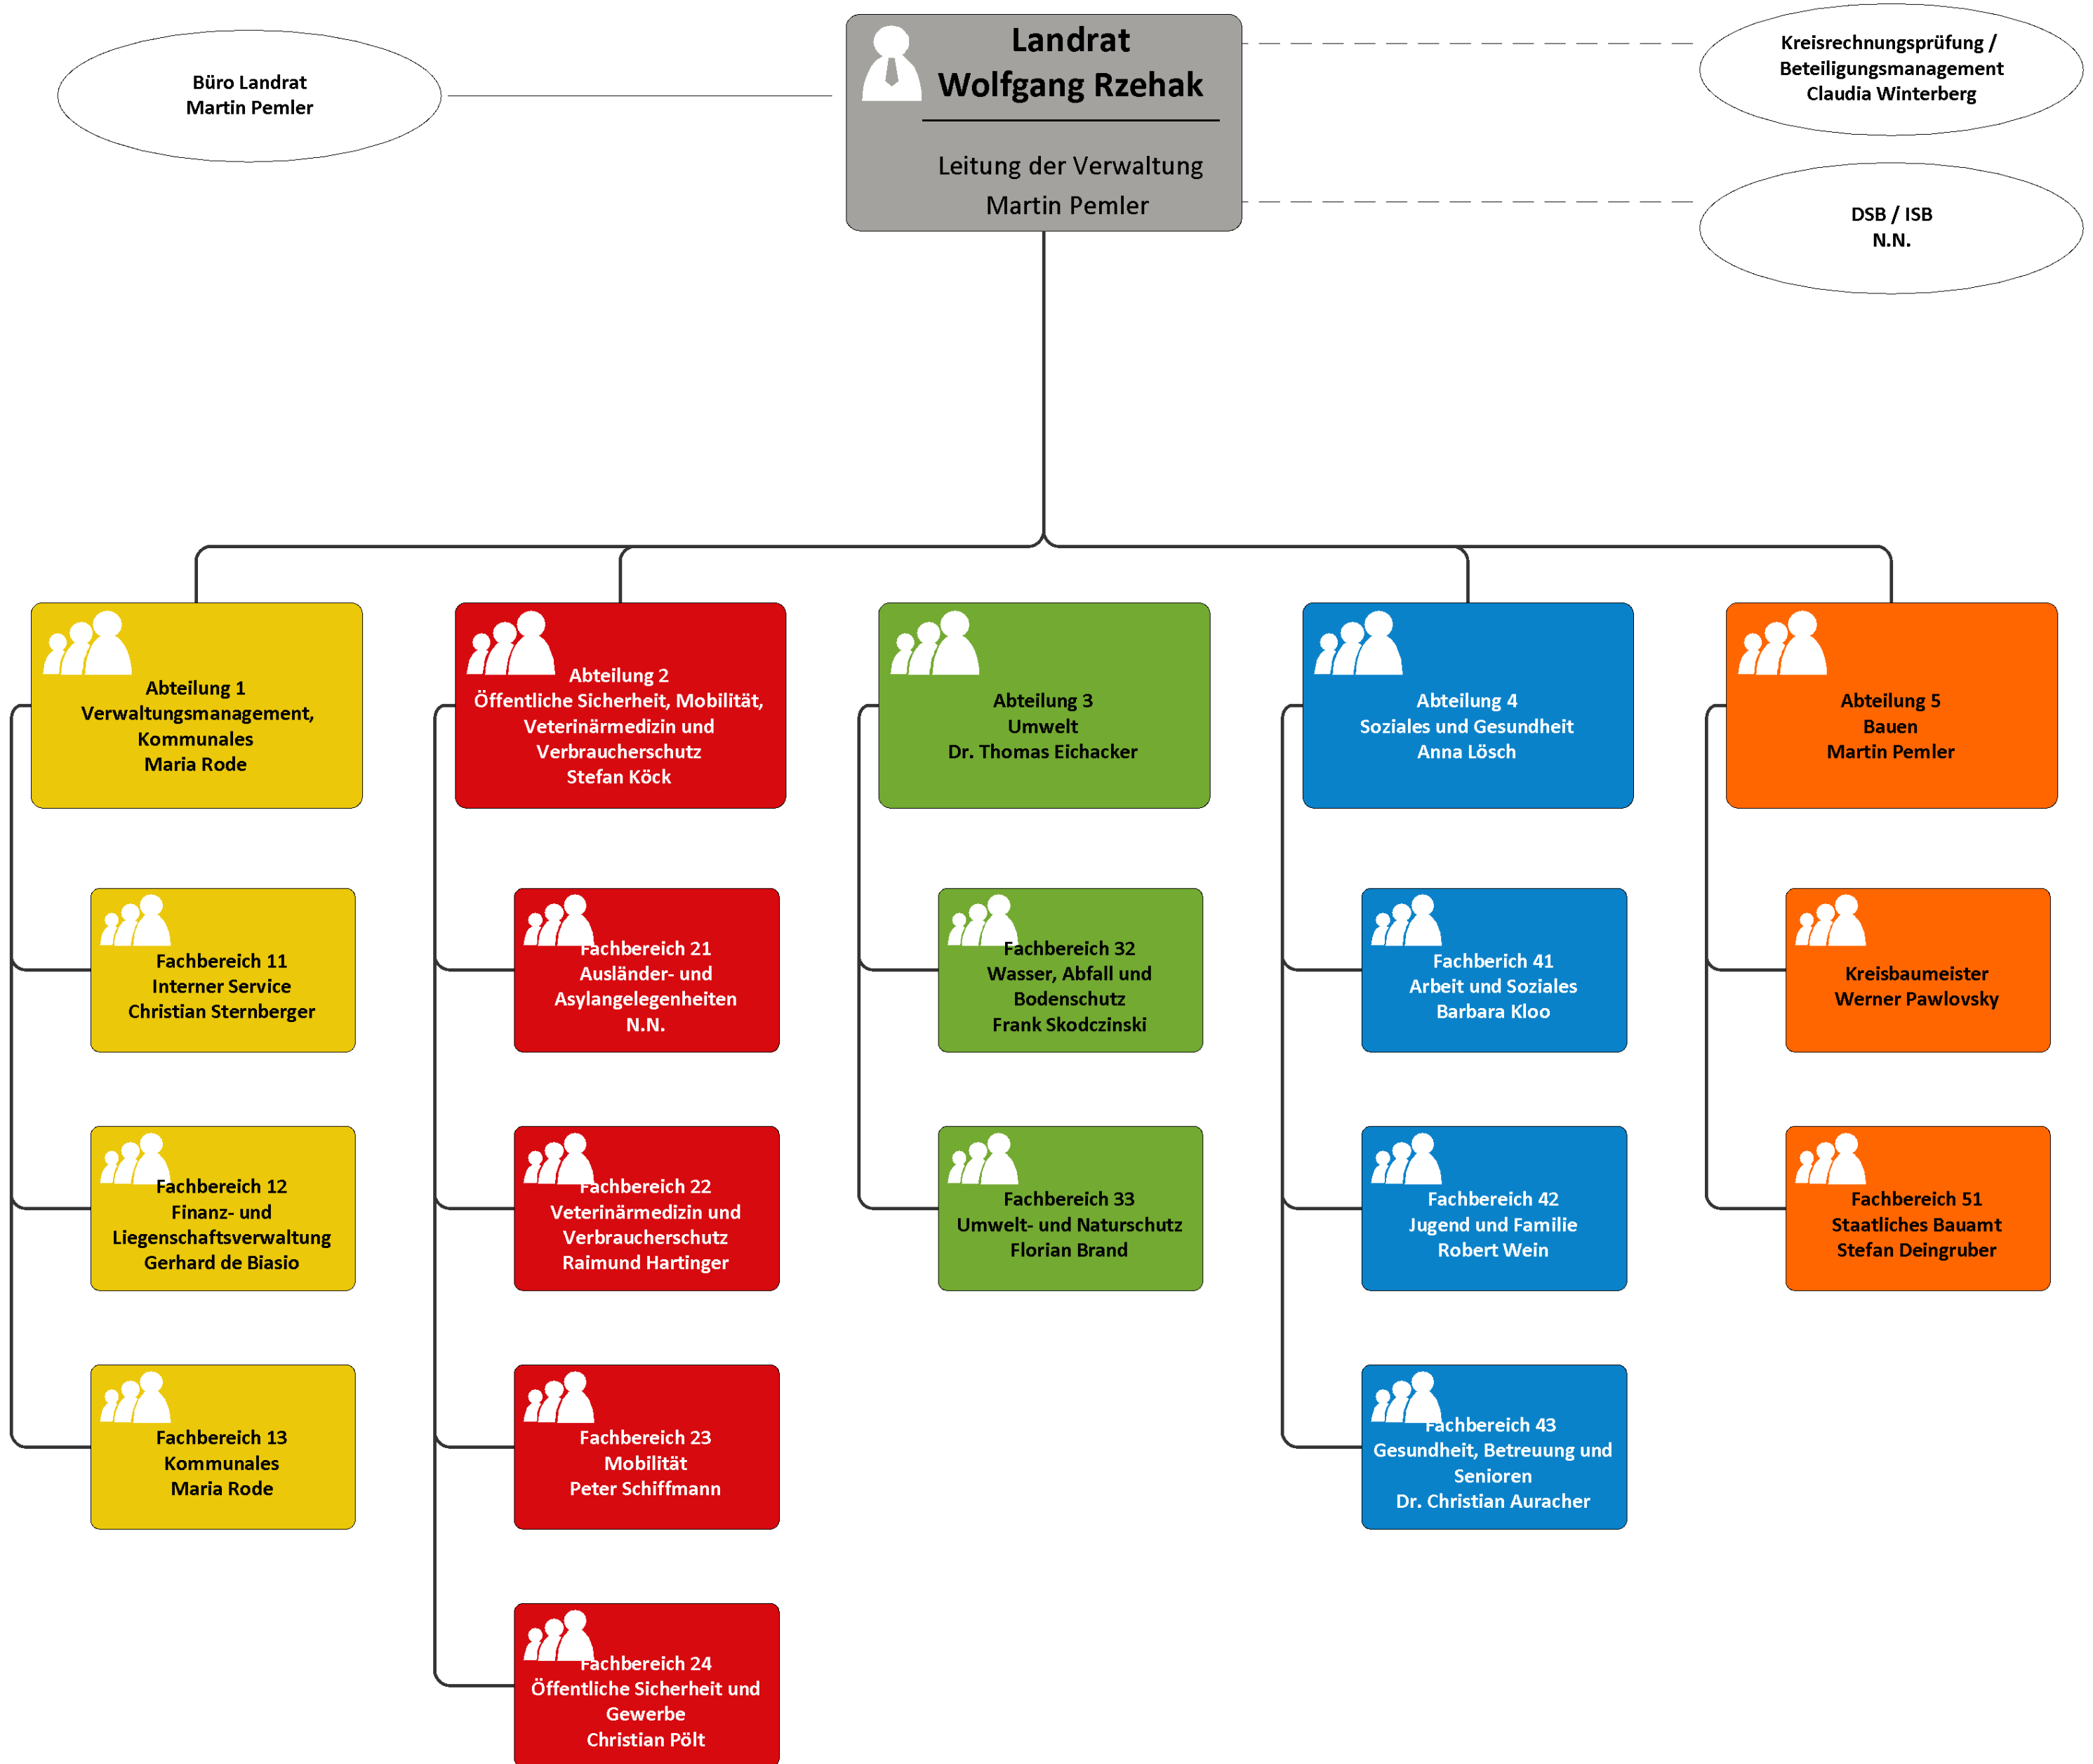 Büro Landrat
Martin Pemler
Landrat
Wolfgang Rzehak
Leitung der Verwaltung
Martin Pemler
Kreisrechnungsprüfung /
Beteiligungsmanagement
Claudia Winterberg
DSB / ISB
N.N.
Abteilung 1
Verwaltungsmanagement,
Kommunales
Maria Rode
Fachbereich 11
Interner Service
Christian Sternberger
Fachbereich 12
Finanz- und
Liegenschaftsverwaltung
Gerhard de Biasio
Fachbereich 13
Kommunales
Maria Rode
Abteilung 2
Öffentliche Sicherheit, Mobilität,
Veterinärmedizin und
Verbraucherschutz
Stefan Köck
Fachbereich 21
Ausländer- und
Asylangelegenheiten
N.N.
Fachbereich 22
Veterinärmedizin und
Verbraucherschutz
Raimund Hartinger
Fachbereich 23
Mobilität
Peter Schiffmann
Fachbereich 24
Öffentliche Sicherheit und
Gewerbe
Christian Pölt
Abteilung 3
Umwelt
Dr. Thomas Eichacker
Fachbereich 32
Wasser, Abfall und
Bodenschutz
Frank Skodczinski
Fachbereich 33
Umwelt- und Naturschutz
Florian Brand
Abteilung 4
Soziales und Gesundheit
Anna Lösch
Fachberich 41
Arbeit und Soziales
Barbara Kloo
Fachbereich 42
Jugend und Familie
Robert Wein
Fachbereich 43
Gesundheit, Betreuung und
Senioren
Dr. Christian Auracher
Abteilung 5
Bauen
Martin Pemler
Kreisbaumeister
Werner Pawlovsky
Fachbereich 51
Staatliches Bauamt
Stefan Deingruber